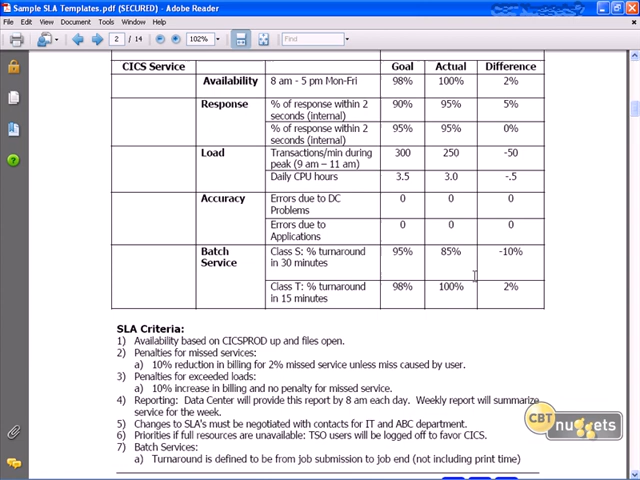 Sample SLA Templates.pdf (SECURED) - Adobe Reader
File Edit View Document Tools Window Help
2 / 14 102% Find
CICS Service Goal Actual Difference
Availability 8 am - 5 pm Mon-Fri 98% 100% 2%
Response % of response within 2 90% 95% 5%
seconds (internal)
% of response within 2 95% 95% 0%
seconds (internal)
Load Transactions/min during 300 250 -50
peak (9 am – 11 am)
Daily CPU hours 3.5 3.0 -.5
Accuracy Errors due to DC 0 0 0
Problems
Errors due to 0 0 0
Applications
Batch Class S: % turnaround 95% 85% -10%
Service in 30 minutes
Class T: % turnaround 98% 100% 2%
in 15 minutes
SLA Criteria:
1) Availability based on CICSPROD up and files open.
2) Penalties for missed services:
a) 10% reduction in billing for 2% missed service unless miss caused by user.
3) Penalties for exceeded loads:
a) 10% increase in billing and no penalty for missed service.
4) Reporting: Data Center will provide this report by 8 am each day. Weekly report will summarize
service for the week.
5) Changes to SLA's must be negotiated with contacts for IT and ABC department.
6) Priorities if full resources are unavailable: TSO users will be logged off to favor CICS.
7) Batch Services:
a) Turnaround is defined to be from job submission to job end (not including print time)
CBT
nuggets